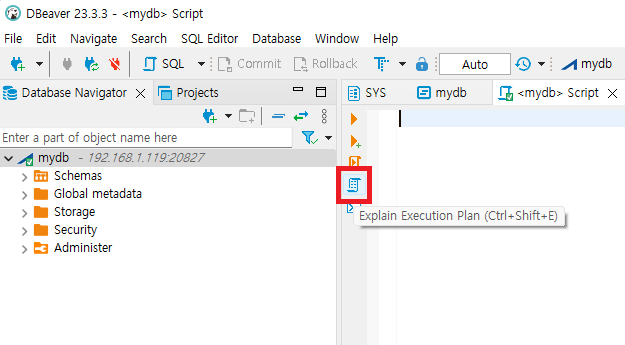 DBeaver 23.3.3 - <mydb> Script
File Edit Navigate Search SQL Editor Database Window Help
SQL Commit Rollback Auto mydb
Database Navigator Projects
SYS mydb <mydb> Script
Enter a part of object name here
mydb - 192.168.1.119:20827
Schemas
Global metadata
Storage
Security
Administer
Explain Execution Plan (Ctrl+Shift+E)